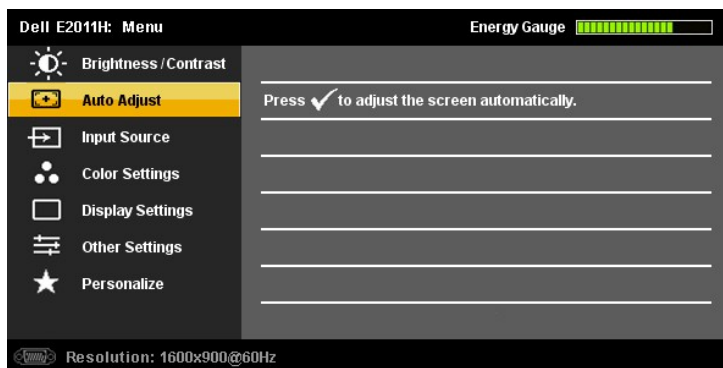 Dell E2011H: Menu
Energy Gauge
Brightness / Contrast
Auto Adjust
Press ✓ to adjust the screen automatically.
Input Source
Color Settings
Display Settings
Other Settings
Personalize
Resolution: 1600x900@60Hz